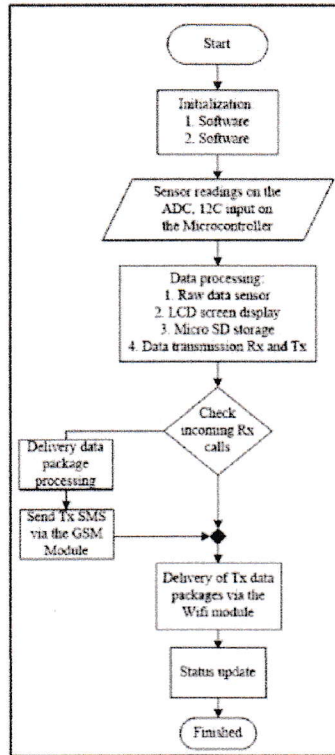 Start
Initialization
1. Software
2. Software
Sensor readings on the
ADC, 12C input on
the Microcontroller
Data processing:
1. Raw data sensor
2. LCD screen display
3. Micro SD storage
4. Data transmission Rx and Tx
Check
incoming Rx
calls
Delivery data
package
processing
Send Tx SMS
via the GSM
Module
Delivery of Tx data
packages via the
Wifi module
Status update
Finished